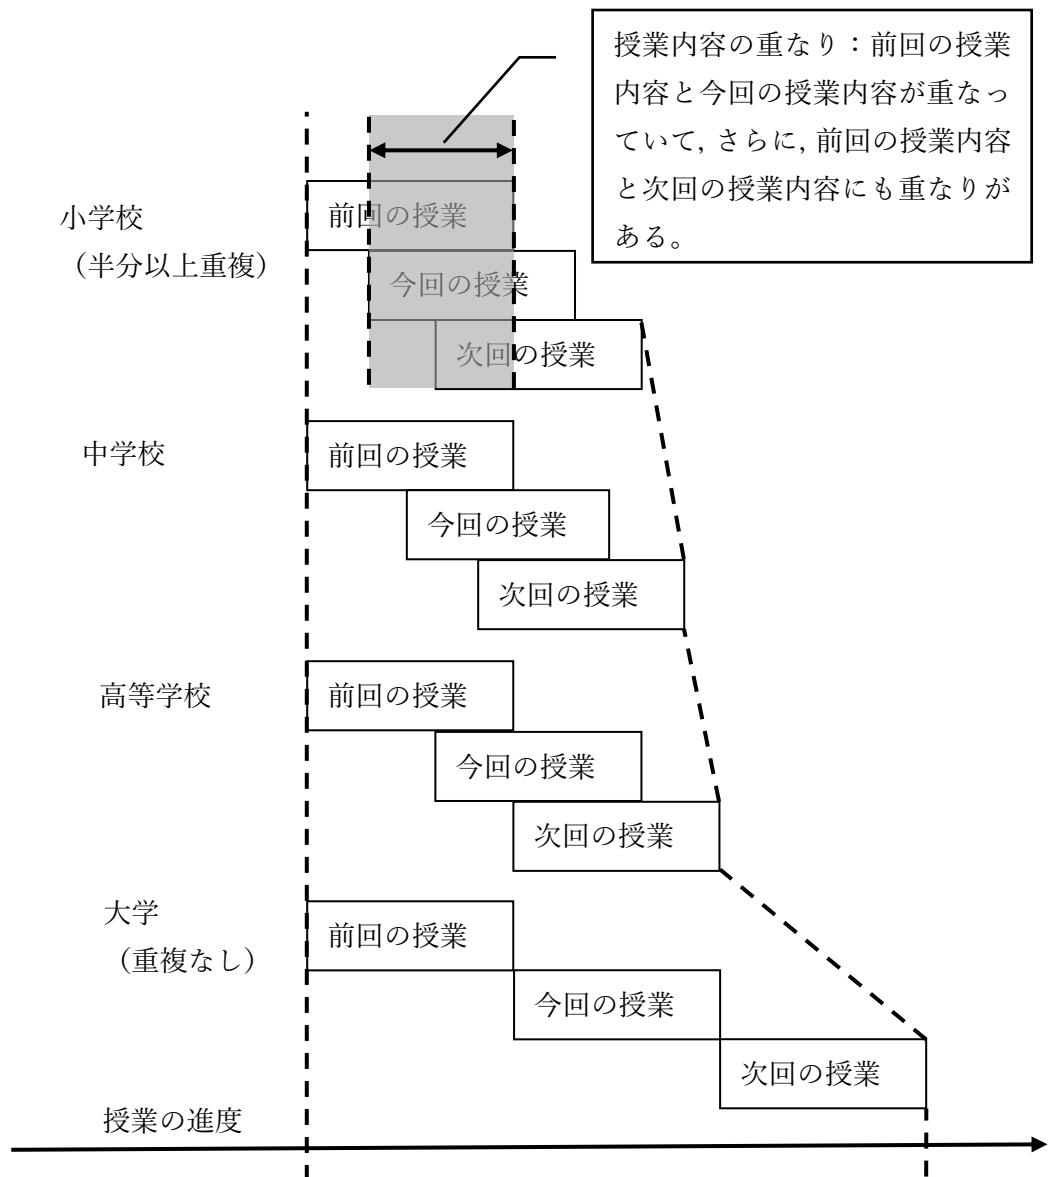 授業内容の重なり：前回の授業
内容と今回の授業内容が重なっ
ていて, さらに, 前回の授業内容
と次回の授業内容にも重なりが
ある。
小学校
（半分以上重複）
前回の授業
今回の授業
次回の授業
中学校
前回の授業
今回の授業
次回の授業
高等学校
前回の授業
今回の授業
次回の授業
大学
（重複なし）
前回の授業
今回の授業
次回の授業
授業の進度